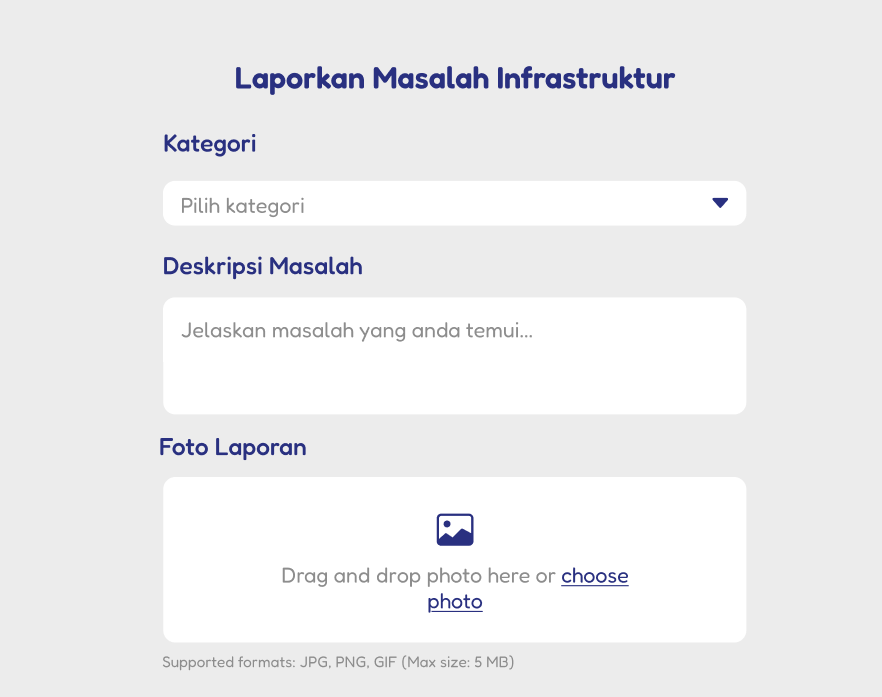 Laporkan Masalah Infrastruktur
Kategori
Pilih kategori
Deskripsi Masalah
Jelaskan masalah yang anda temui...
Foto Laporan
Drag and drop photo here or choose
photo
Supported formats: JPG, PNG, GIF (Max size: 5 MB)